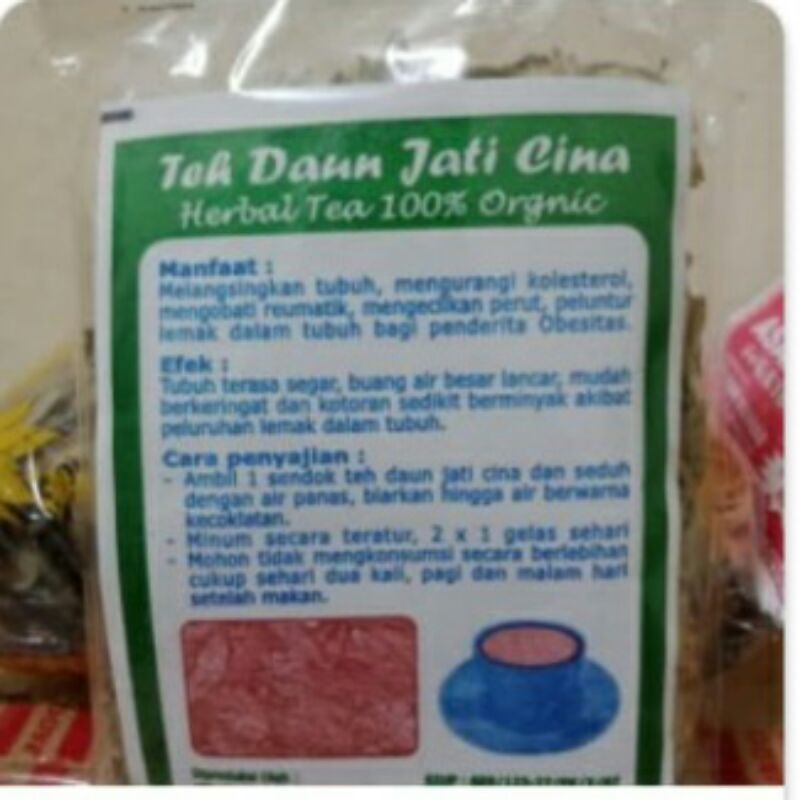 Teh Daun Jati Cina
Herbal Tea 100% Orgnic
Manfaat :
Melangsingkan tubuh, mengurangi kolesterol,
mengobati reumatik, mengecilkan perut, peluntur
lemak dalam tubuh bagi penderita Obesitas.
Efek :
Tubuh terasa segar, buang air besar lancar, mudah
berkeringat dan kotoran sedikit berminyak akibat
peluruhan lemak dalam tubuh.
Cara penyajian :
- Ambil 1 sendok teh daun jati cina dan seduh
dengan air panas, biarkan hingga air berwarna
kecoklatan.
- Minum secara teratur, 2 x 1 gelas sehari
- Mohon tidak mengkonsumsi secara berlebihan
cukup sehari dua kali, pagi dan malam hari
setelah makan.
Diproduksi Oleh :